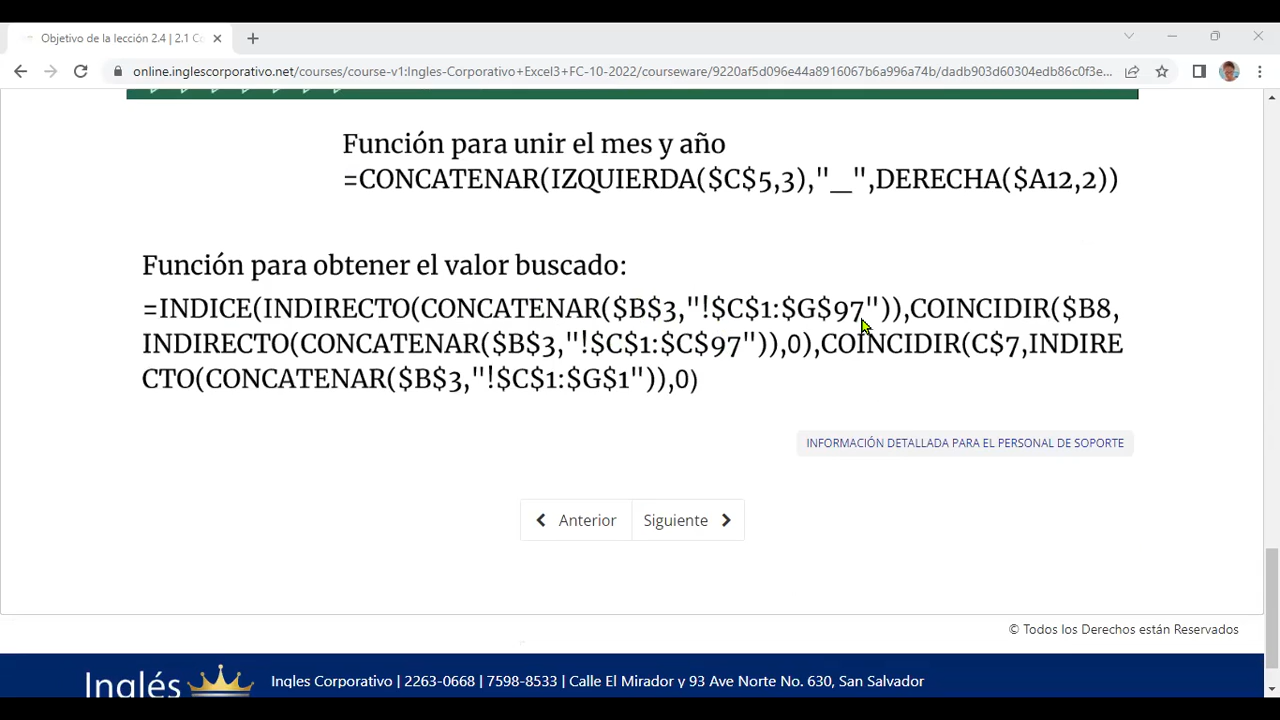 Objetivo de la lección 2.4 | 2.1 Co
online.inglescorporativo.net/courses/course-v1:Ingles-Corporativo+Excel3+FC-10-2022/courseware/9220af5d096e44a8916067b6a996a74b/dadb903d60304edb86c0f3e...
Función para unir el mes y año
=CONCATENAR(IZQUIERDA($C$5,3),"_",DERECHA($A12,2))
Función para obtener el valor buscado:
=INDICE(INDIRECTO(CONCATENAR($B$3,"!$C$1:$G$97")),COINCIDIR($B8,
INDIRECTO(CONCATENAR($B$3,"!$C$1:$C$97")),0),COINCIDIR(C$7,INDIRE
CTO(CONCATENAR($B$3,"!$C$1:$G$1")),0)
INFORMACIÓN DETALLADA PARA EL PERSONAL DE SOPORTE
Anterior
Siguiente
© Todos los Derechos están Reservados
Inglés
Ingles Corporativo | 2263-0668 | 7598-8533 | Calle El Mirador y 93 Ave Norte No. 630, San Salvador